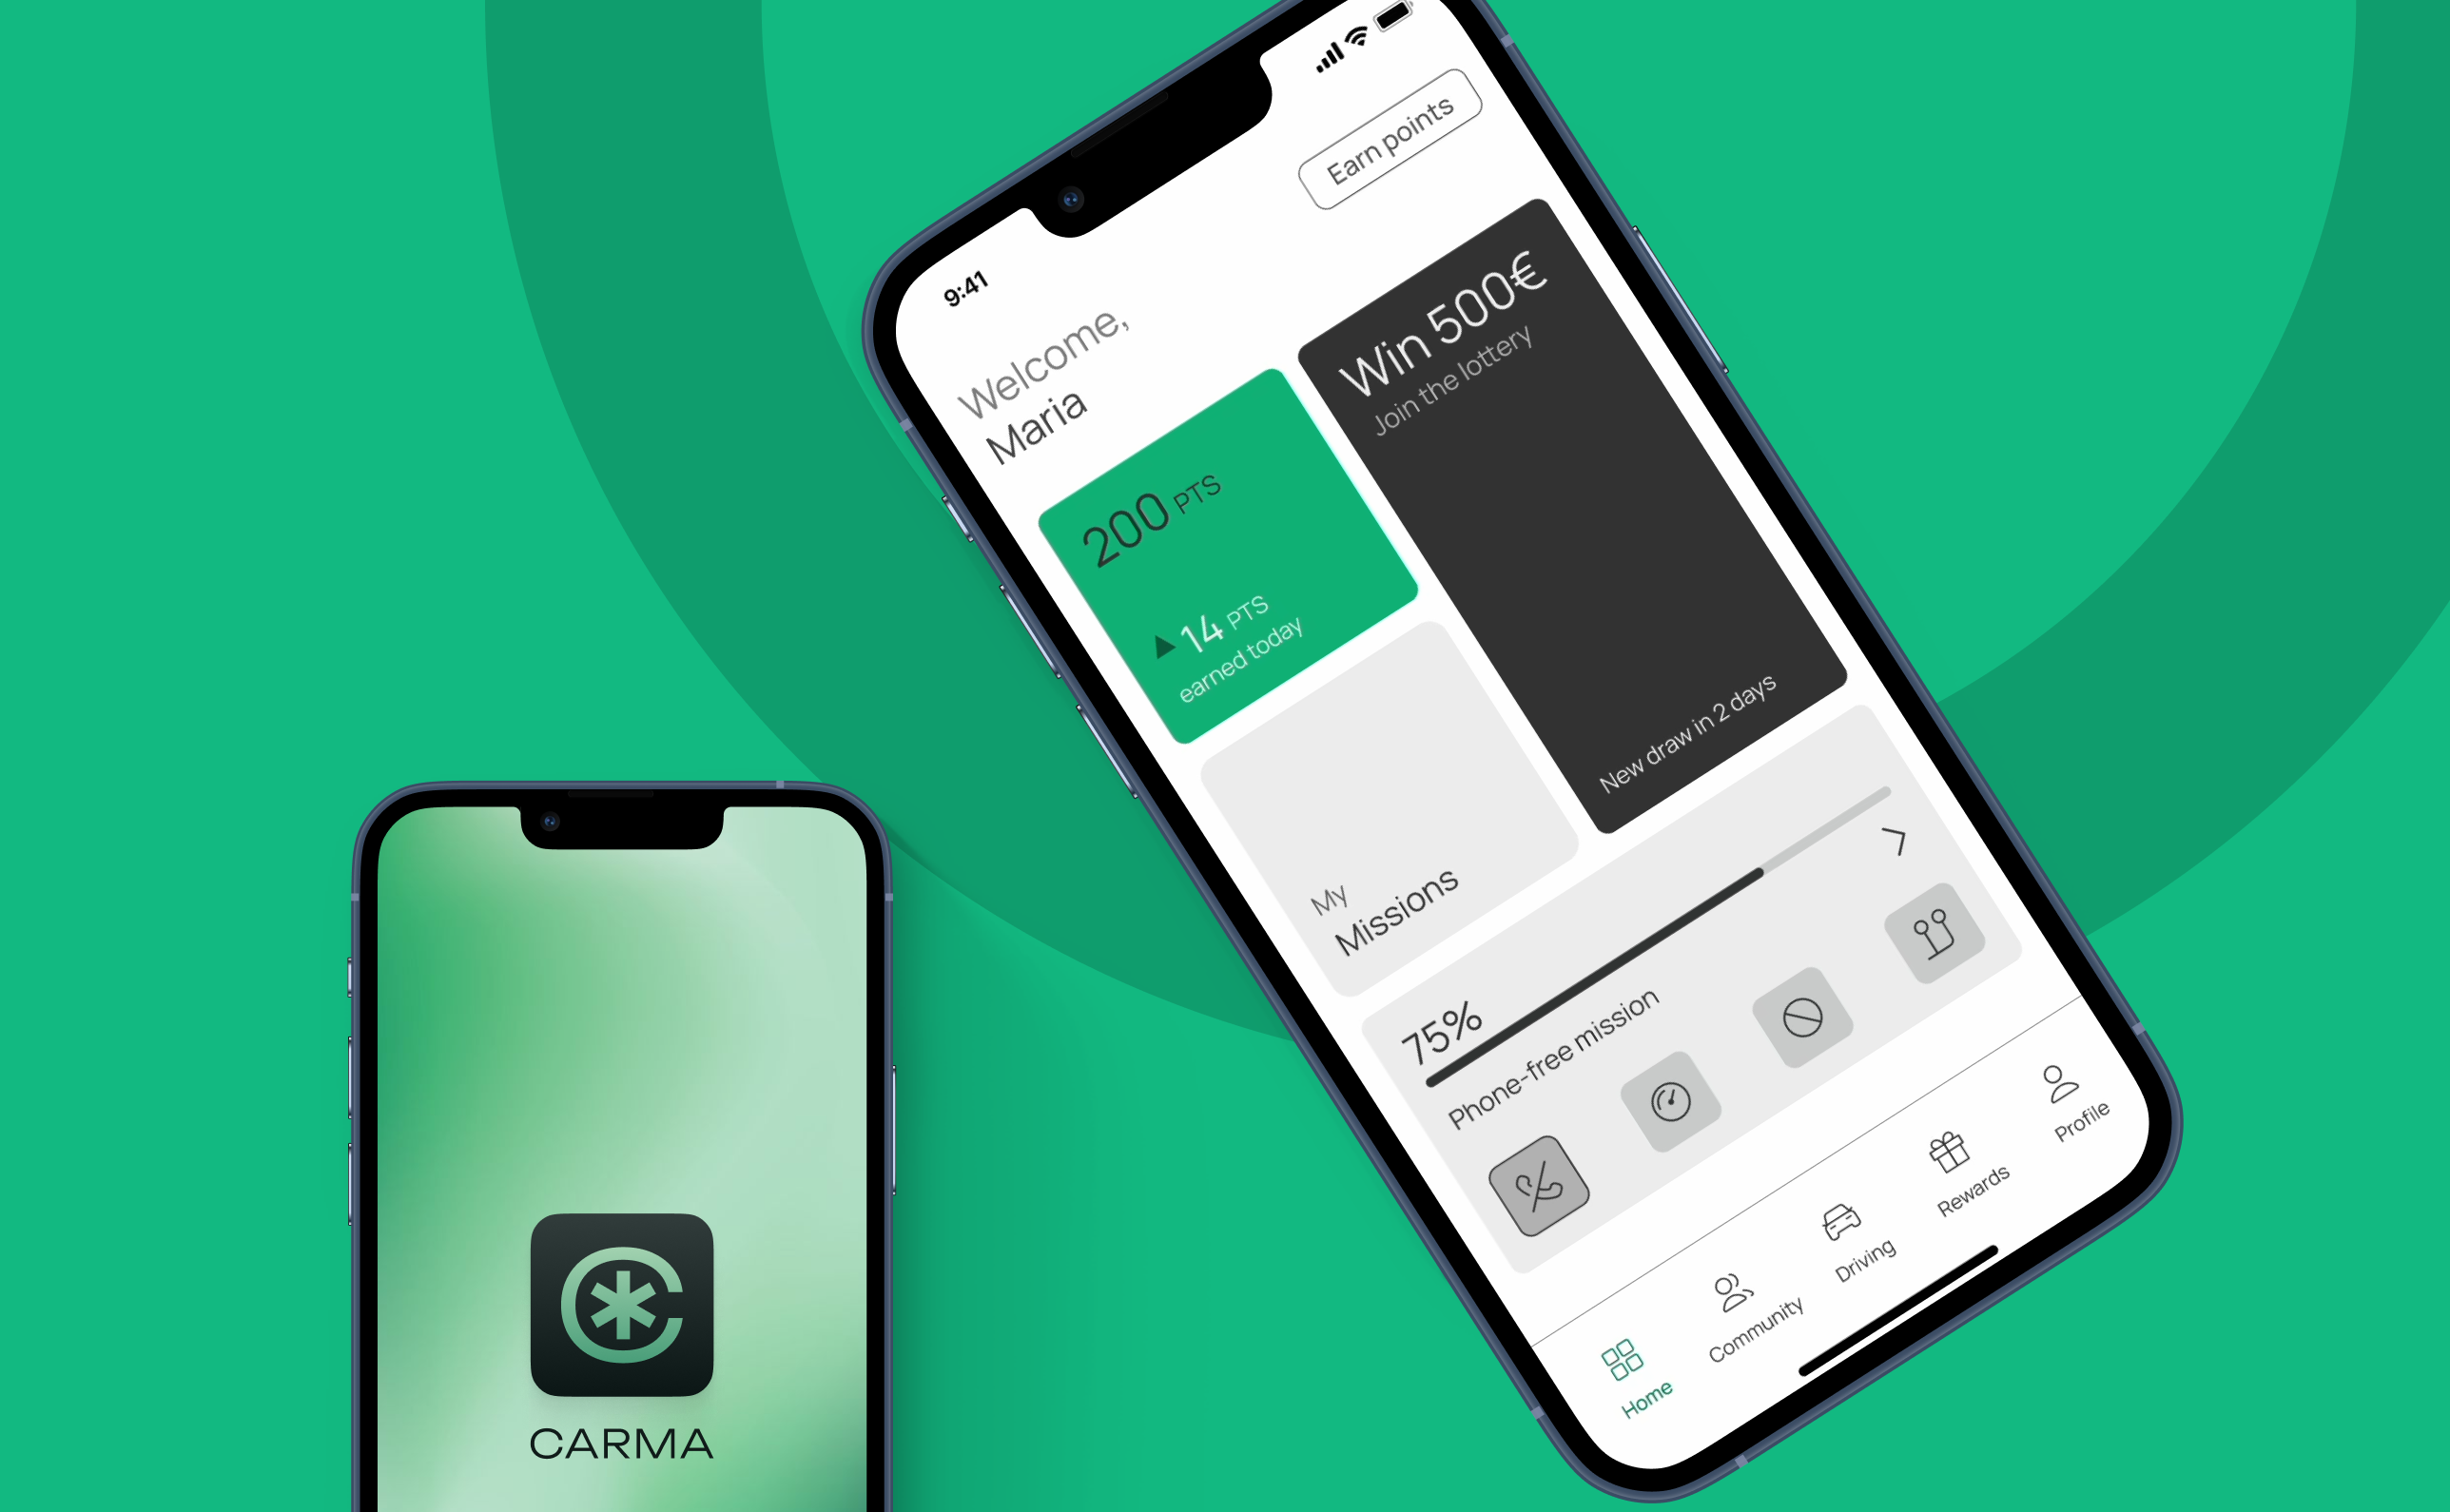 9:41
Earn points
Welcome,
Maria
200 PTS
14 PTS
earned today
Win 500€
Join the lottery
New draw in 2 days
My
Missions
75%
Phone-free mission
Home
Community
Driving
Rewards
Profile
CARMA